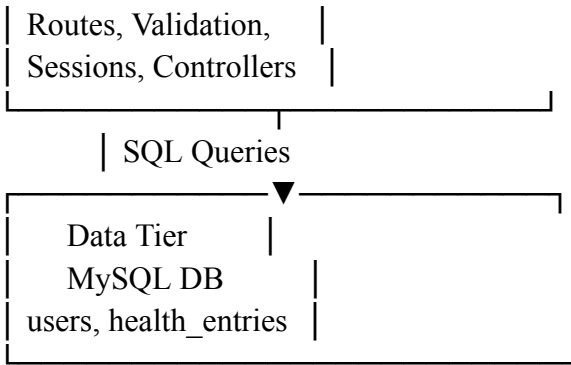 Routes, Validation,
Sessions, Controllers
SQL Queries
Data Tier
MySQL DB
users, health_entries